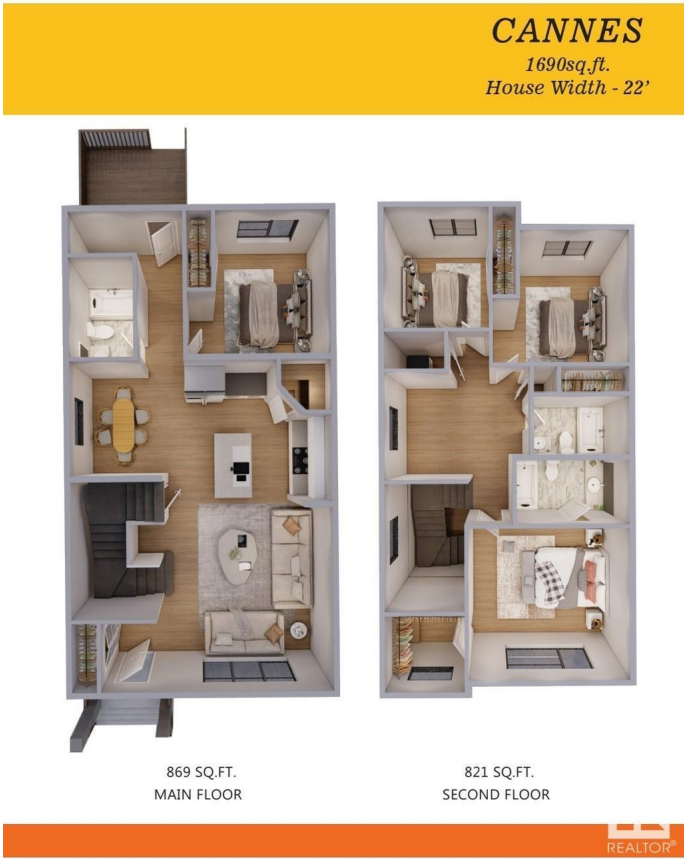 CANNES
1690sq.ft.
House Width - 22'
869 SQ.FT.
MAIN FLOOR
821 SQ.FT.
SECOND FLOOR
REALTOR®